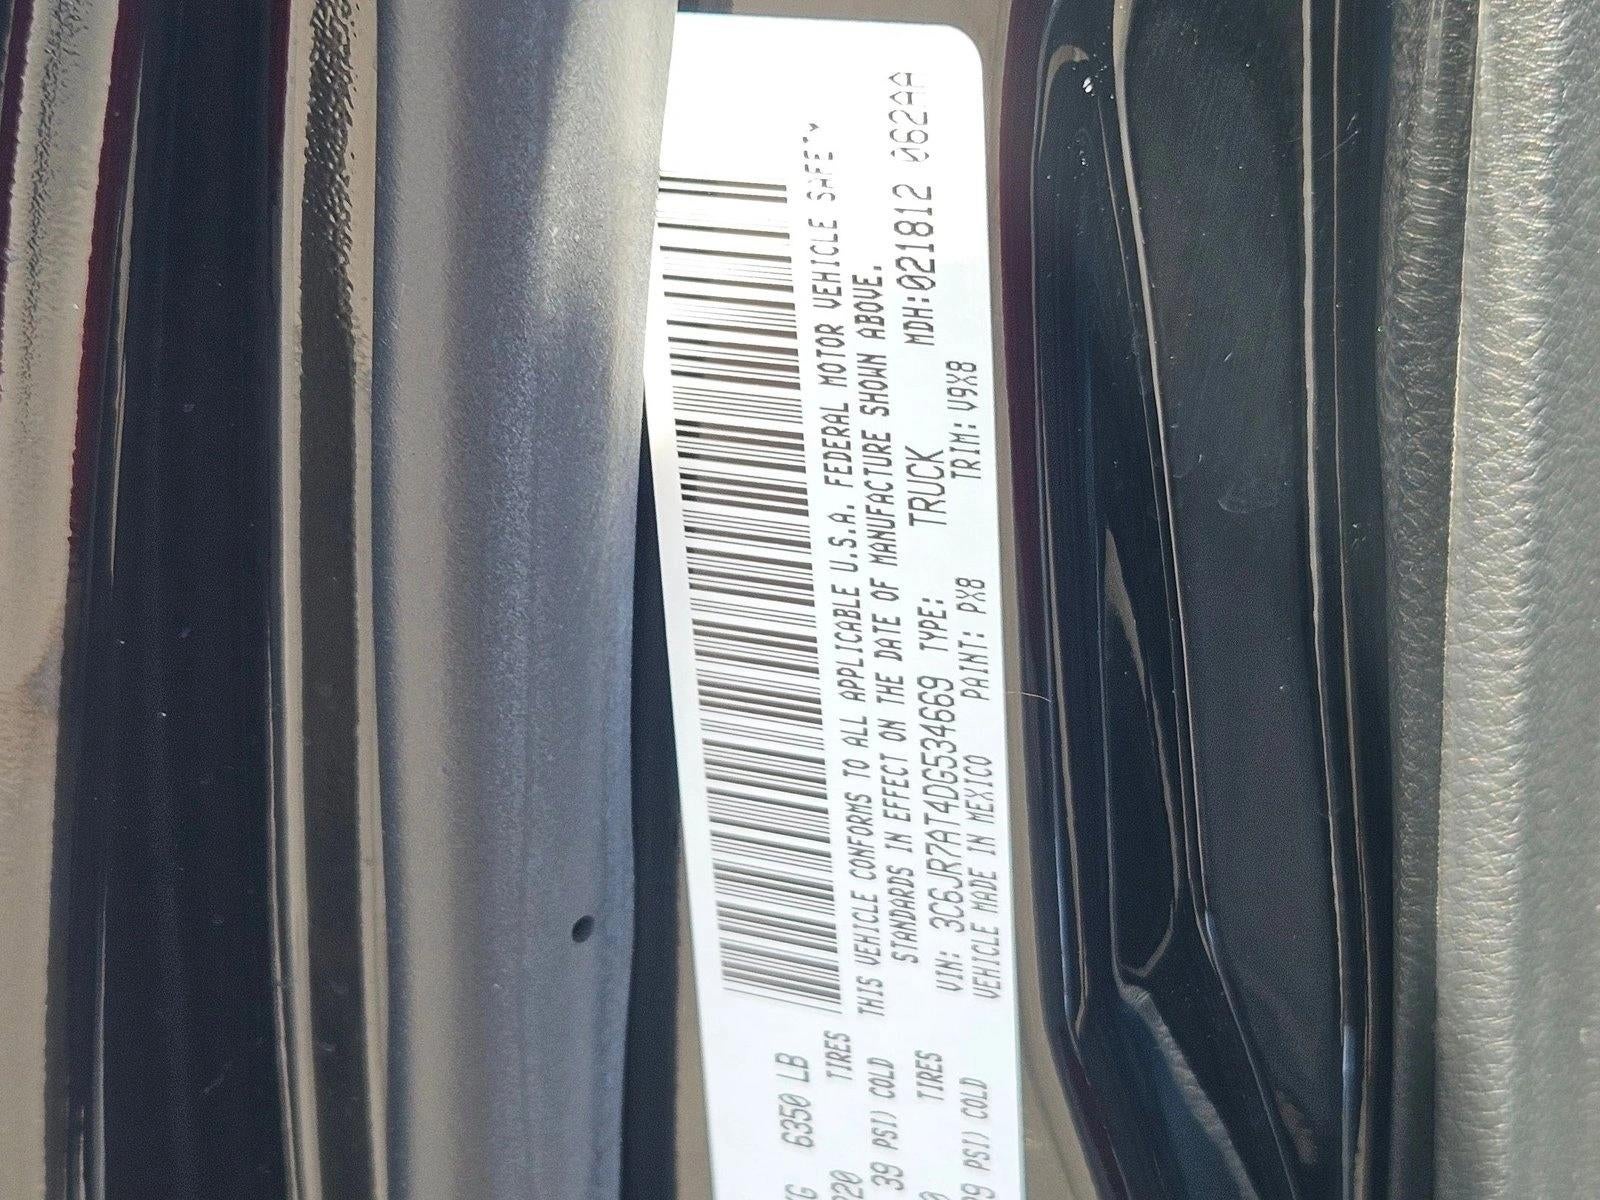 KG 6350 LB
THIS VEHICLE CONFORMS TO ALL APPLICABLE U.S.A. FEDERAL MOTOR VEHICLE SAFETY
STANDARDS IN EFFECT ON THE DATE OF MANUFACTURE SHOWN ABOVE.
VIN: 3C6JR7AT4DG534669 TYPE: TRUCK MDH:021812 062AA
VEHICLE MADE IN MEXICO PAINT: PX8 TRIM: V9X8
TIRES
39 PSI) COLD
TIRES
PSI) COLD